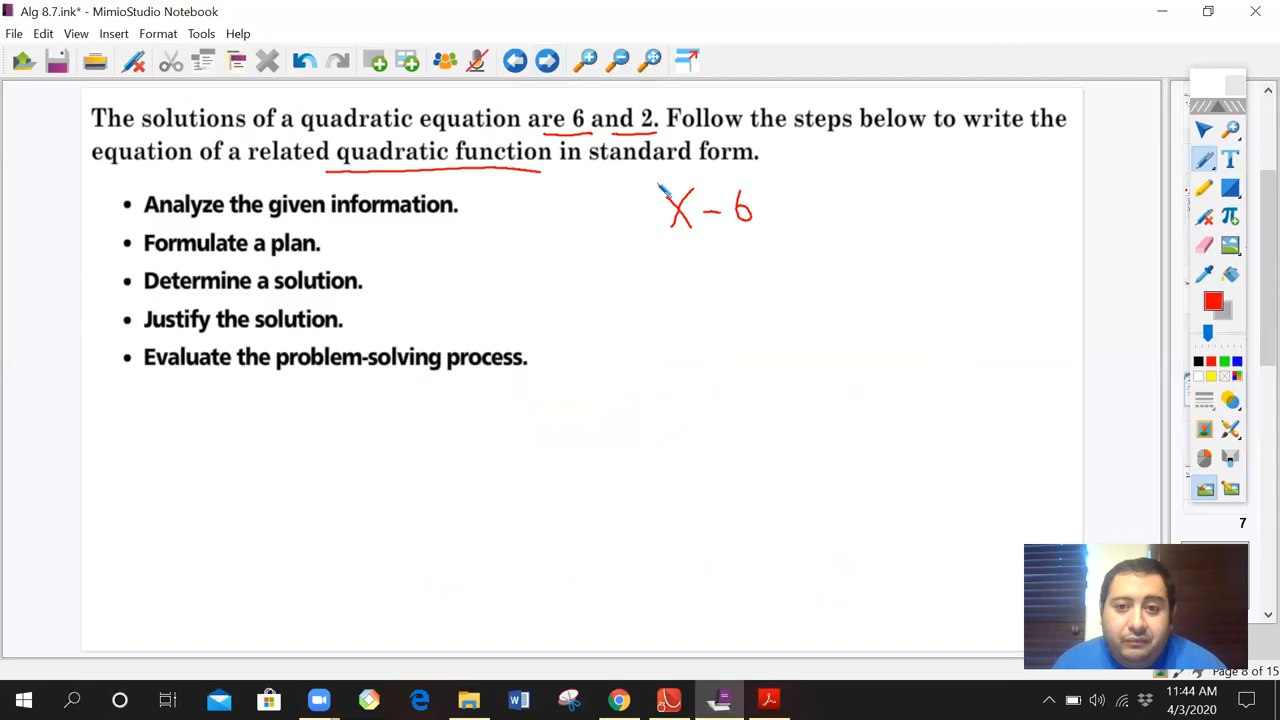 Alg 8.7.ink* - MimioStudio Notebook
File Edit View Insert Format Tools Help
The solutions of a quadratic equation are 6 and 2. Follow the steps below to write the
equation of a related quadratic function in standard form.
X - 6
• Analyze the given information.
• Formulate a plan.
• Determine a solution.
• Justify the solution.
• Evaluate the problem-solving process.
7
Page 8 of 15
11:44 AM
4/3/2020